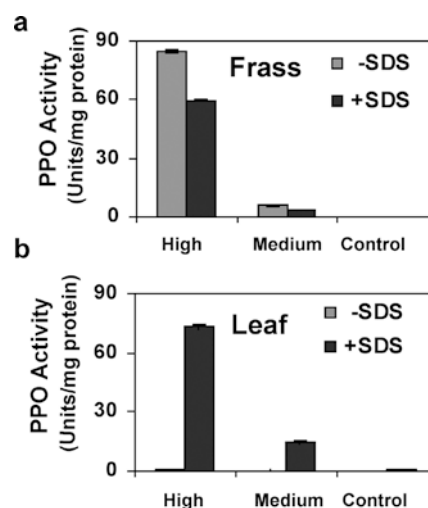 a
PPO Activity
(Units/mg protein)
90
60
30
0
Frass
-SDS
+SDS
High Medium Control
b
PPO Activity
(Units/mg protein)
90
60
30
0
Leaf
-SDS
+SDS
High Medium Control